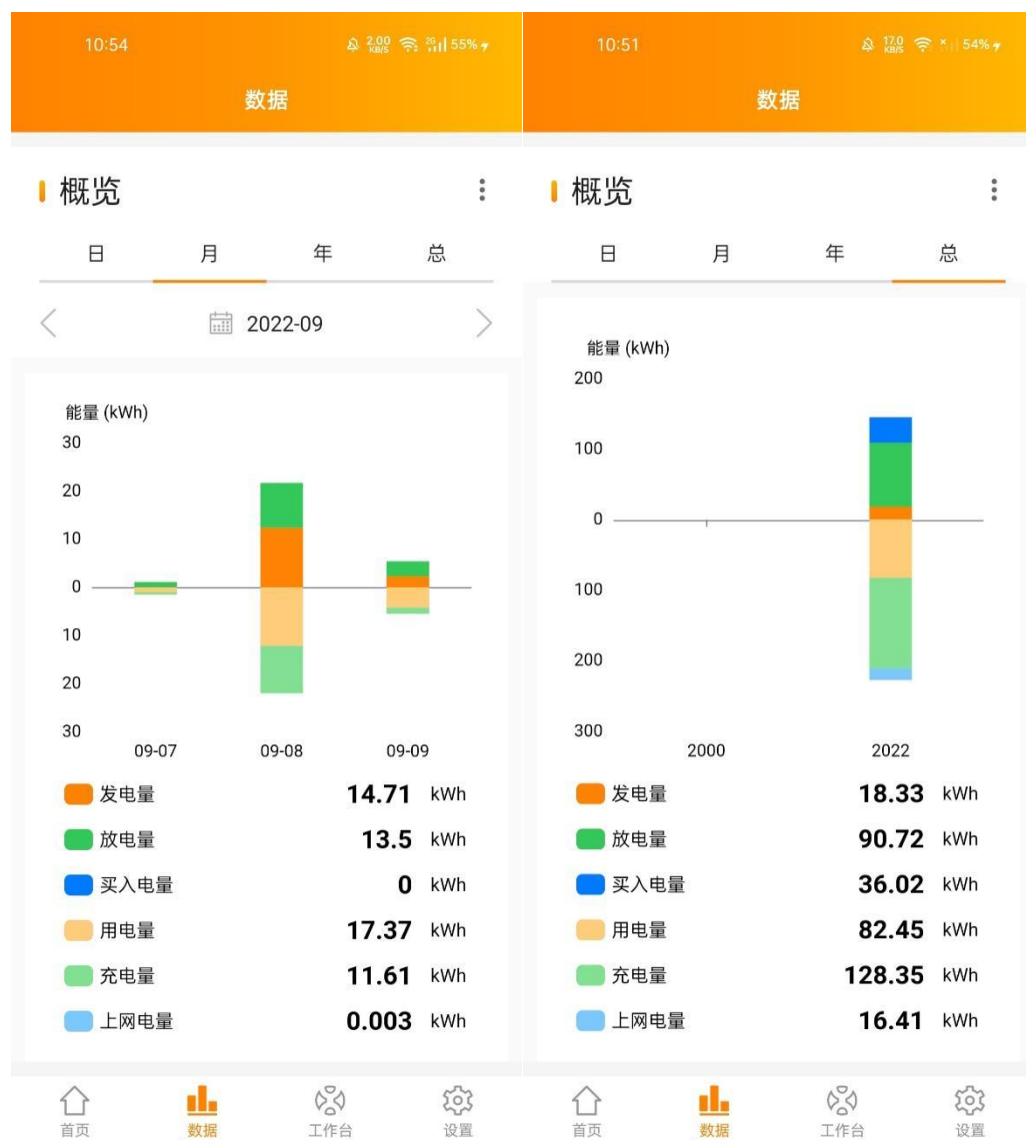 10:54
2.00
KB/S
2G
55%
数据
概览
日 月 年 总
2022-09
能量 (kWh)
30
20
10
0
10
20
30
09-07 09-08 09-09
发电量 14.71 kWh
放电量 13.5 kWh
买入电量 0 kWh
用电量 17.37 kWh
充电量 11.61 kWh
上网电量 0.003 kWh
首页 数据 工作台 设置
10:51
17.0
KB/S
54%
数据
概览
日 月 年 总
能量 (kWh)
200
100
0
100
200
300
2000 2022
发电量 18.33 kWh
放电量 90.72 kWh
买入电量 36.02 kWh
用电量 82.45 kWh
充电量 128.35 kWh
上网电量 16.41 kWh
首页 数据 工作台 设置